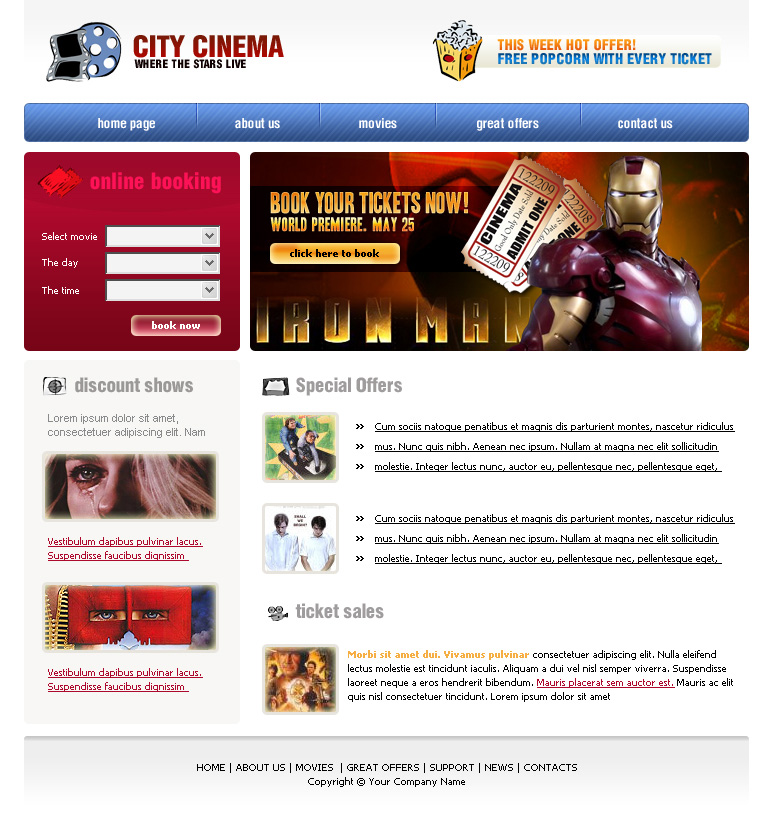 CITY CINEMA
WHERE THE STARS LIVE
THIS WEEK HOT OFFER!
FREE POPCORN WITH EVERY TICKET
home page
about us
movies
great offers
contact us
online booking
Select movie
The day
The time
book now
BOOK YOUR TICKETS NOW!
WORLD PREMIERE. MAY 25
click here to book
122209
CINEMA
Good Only Date Sold
ADMIT ONE
122209
122208
IRON MAN
discount shows
Lorem ipsum dolor sit amet,
consectetuer adipiscing elit. Nam
Vestibulum dapibus pulvinar lacus.
Suspendisse faucibus dignissim
Vestibulum dapibus pulvinar lacus.
Suspendisse faucibus dignissim
Special Offers
Cum sociis natoque penatibus et magnis dis parturient montes, nascetur ridiculus
mus. Nunc quis nibh. Aenean nec ipsum. Nullam at magna nec elit sollicitudin
molestie. Integer lectus nunc, auctor eu, pellentesque nec, pellentesque eget,
SHALL
WE
BEGIN?
Cum sociis natoque penatibus et magnis dis parturient montes, nascetur ridiculus
mus. Nunc quis nibh. Aenean nec ipsum. Nullam at magna nec elit sollicitudin
molestie. Integer lectus nunc, auctor eu, pellentesque nec, pellentesque eget,
ticket sales
Morbi sit amet dui. Vivamus pulvinar consectetuer adipiscing elit. Nulla eleifend
lectus molestie est tincidunt iaculis. Aliquam a dui vel nisl semper viverra. Suspendisse
laoreet neque a eros hendrerit bibendum. Mauris placerat sem auctor est. Mauris ac elit
quis nisl consectetuer tincidunt. Lorem ipsum dolor sit amet
HOME | ABOUT US | MOVIES | GREAT OFFERS | SUPPORT | NEWS | CONTACTS
Copyright © Your Company Name